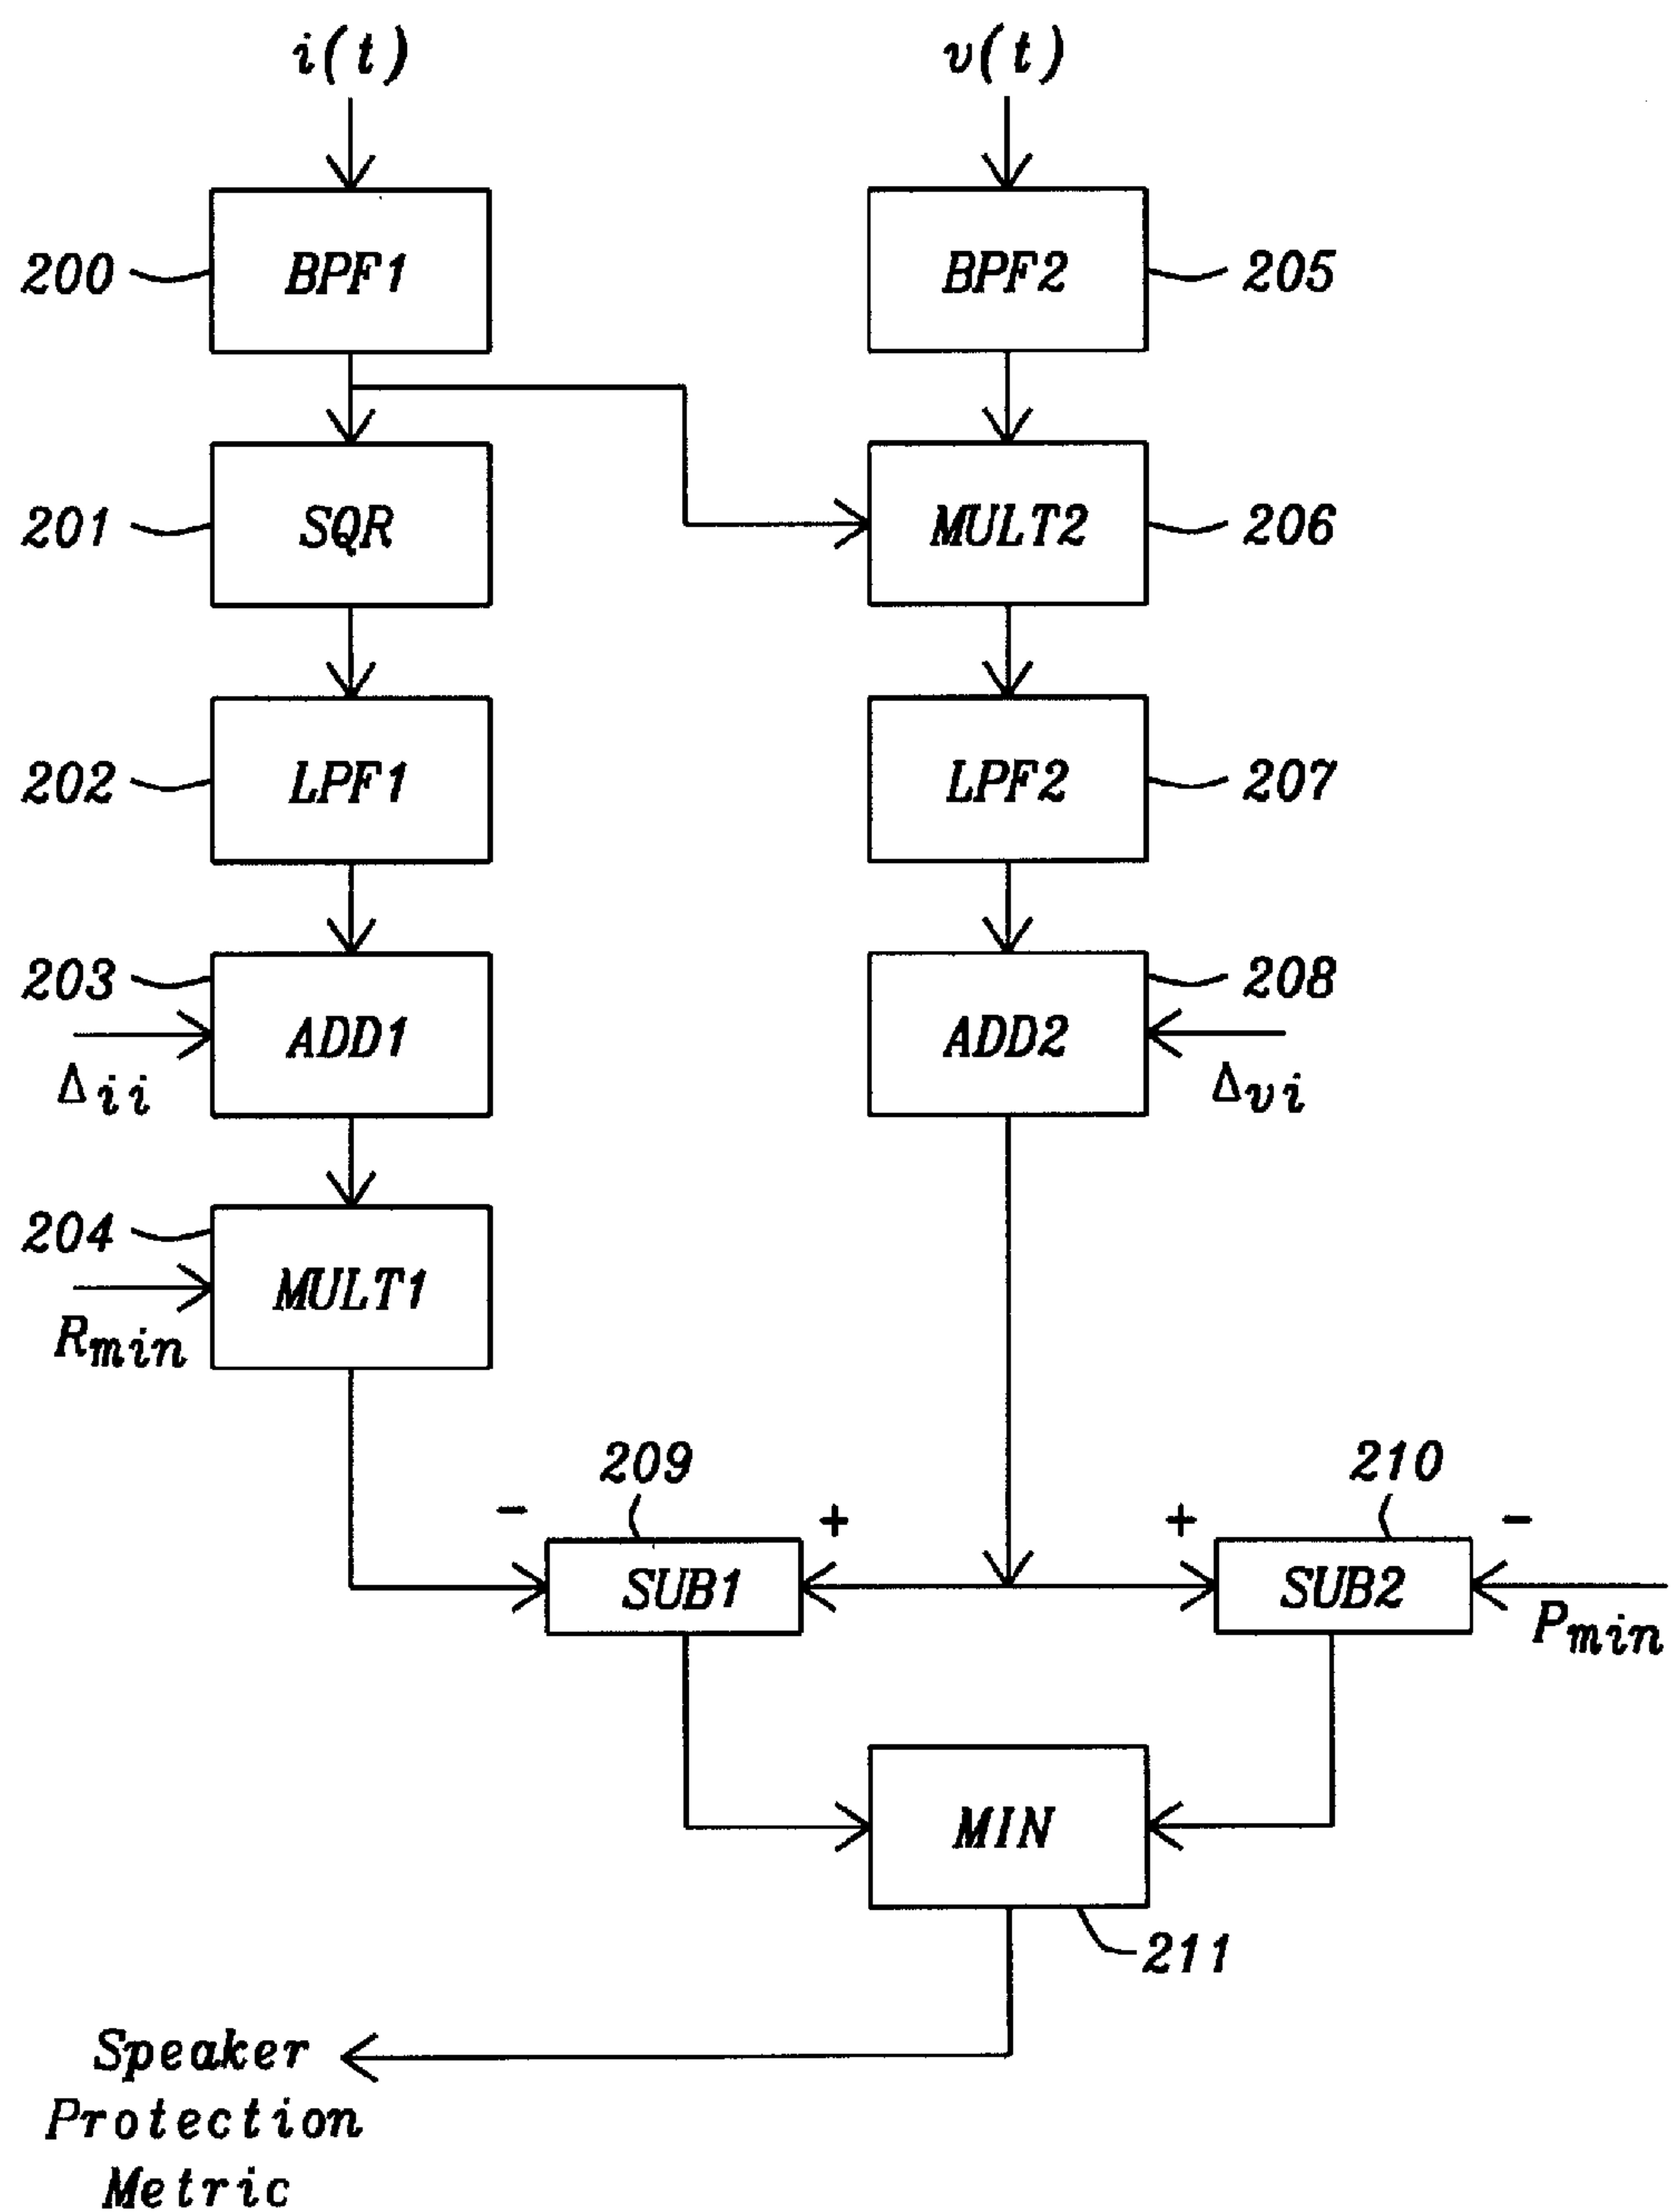 i(t)
v(t)
200
BPF1
BPF2
205
201
SQR
MULT2
206
202
LPF1
LPF2
207
203
ADD1
Δii
ADD2
208
Δvi
204
MULT1
Rmin
209
210
-
+
+
-
SUB1
SUB2
Pmin
MIN
211
Speaker
Protection
Metric